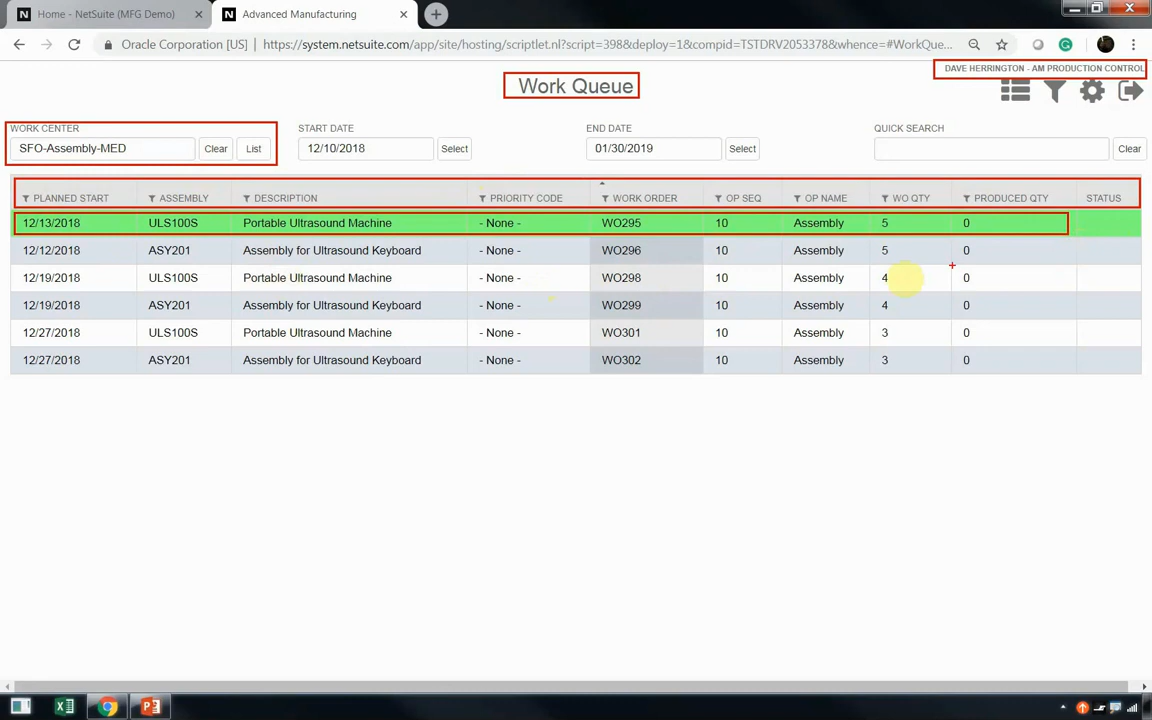 Home - NetSuite (MFG Demo)
Advanced Manufacturing
Oracle Corporation [US] https://system.netsuite.com/app/site/hosting/scriptlet.nl?script=398&deploy=1&compid=TSTDRV2053378&whence=#WorkQue...
DAVE HERRINGTON - AM PRODUCTION CONTROL
Work Queue
WORK CENTER START DATE END DATE QUICK SEARCH
SFO-Assembly-MED Clear List 12/10/2018 Select 01/30/2019 Select Clear
PLANNED START ASSEMBLY DESCRIPTION PRIORITY CODE WORK ORDER OP SEQ OP NAME WO QTY PRODUCED QTY STATUS
12/13/2018 ULS100S Portable Ultrasound Machine - None - WO295 10 Assembly 5 0
12/12/2018 ASY201 Assembly for Ultrasound Keyboard - None - WO296 10 Assembly 5 0
12/19/2018 ULS100S Portable Ultrasound Machine - None - WO298 10 Assembly 4 0
12/19/2018 ASY201 Assembly for Ultrasound Keyboard - None - WO299 10 Assembly 4 0
12/27/2018 ULS100S Portable Ultrasound Machine - None - WO301 10 Assembly 3 0
12/27/2018 ASY201 Assembly for Ultrasound Keyboard - None - WO302 10 Assembly 3 0